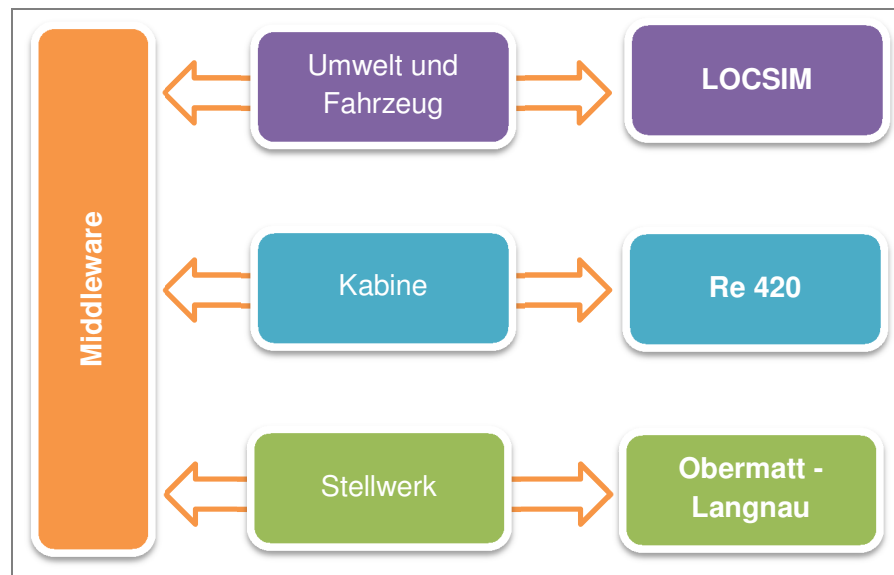 Middleware
Umwelt und
Fahrzeug
LOCSIM
Kabine
Re 420
Stellwerk
Obermatt -
Langnau